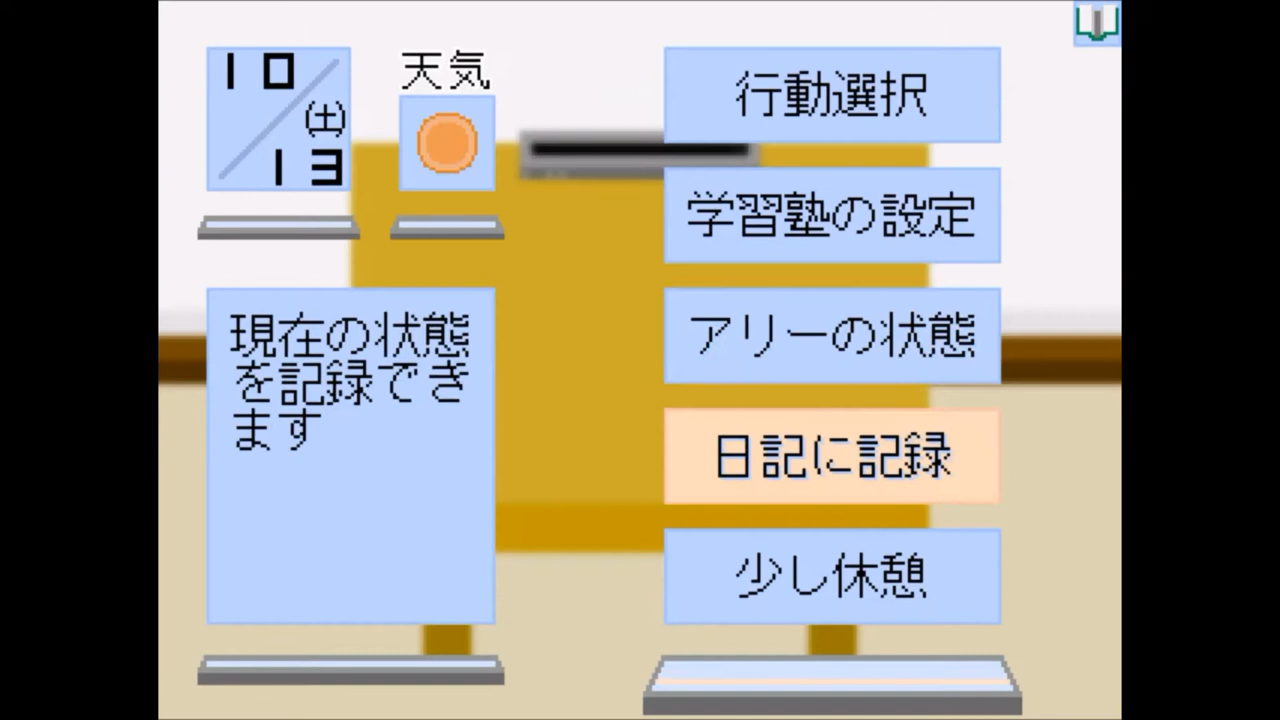 10
(土)
13
天気
現在の状態
を記録でき
ます
行動選択
学習塾の設定
アリーの状態
日記に記録
少し休憩